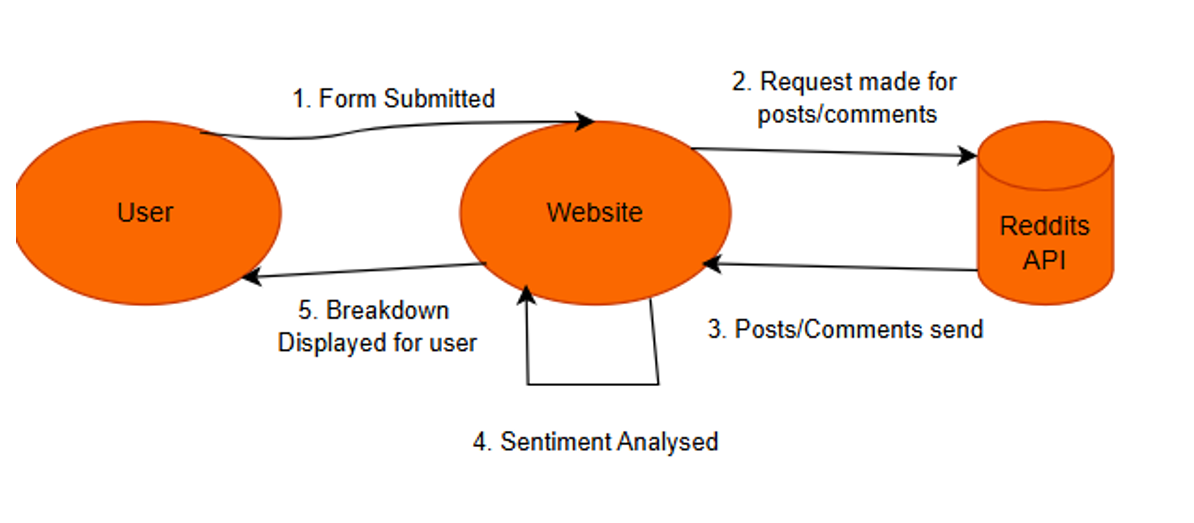 1. Form Submitted
2. Request made for
posts/comments
User
Website
Reddits
API
5. Breakdown
Displayed for user
3. Posts/Comments send
4. Sentiment Analysed